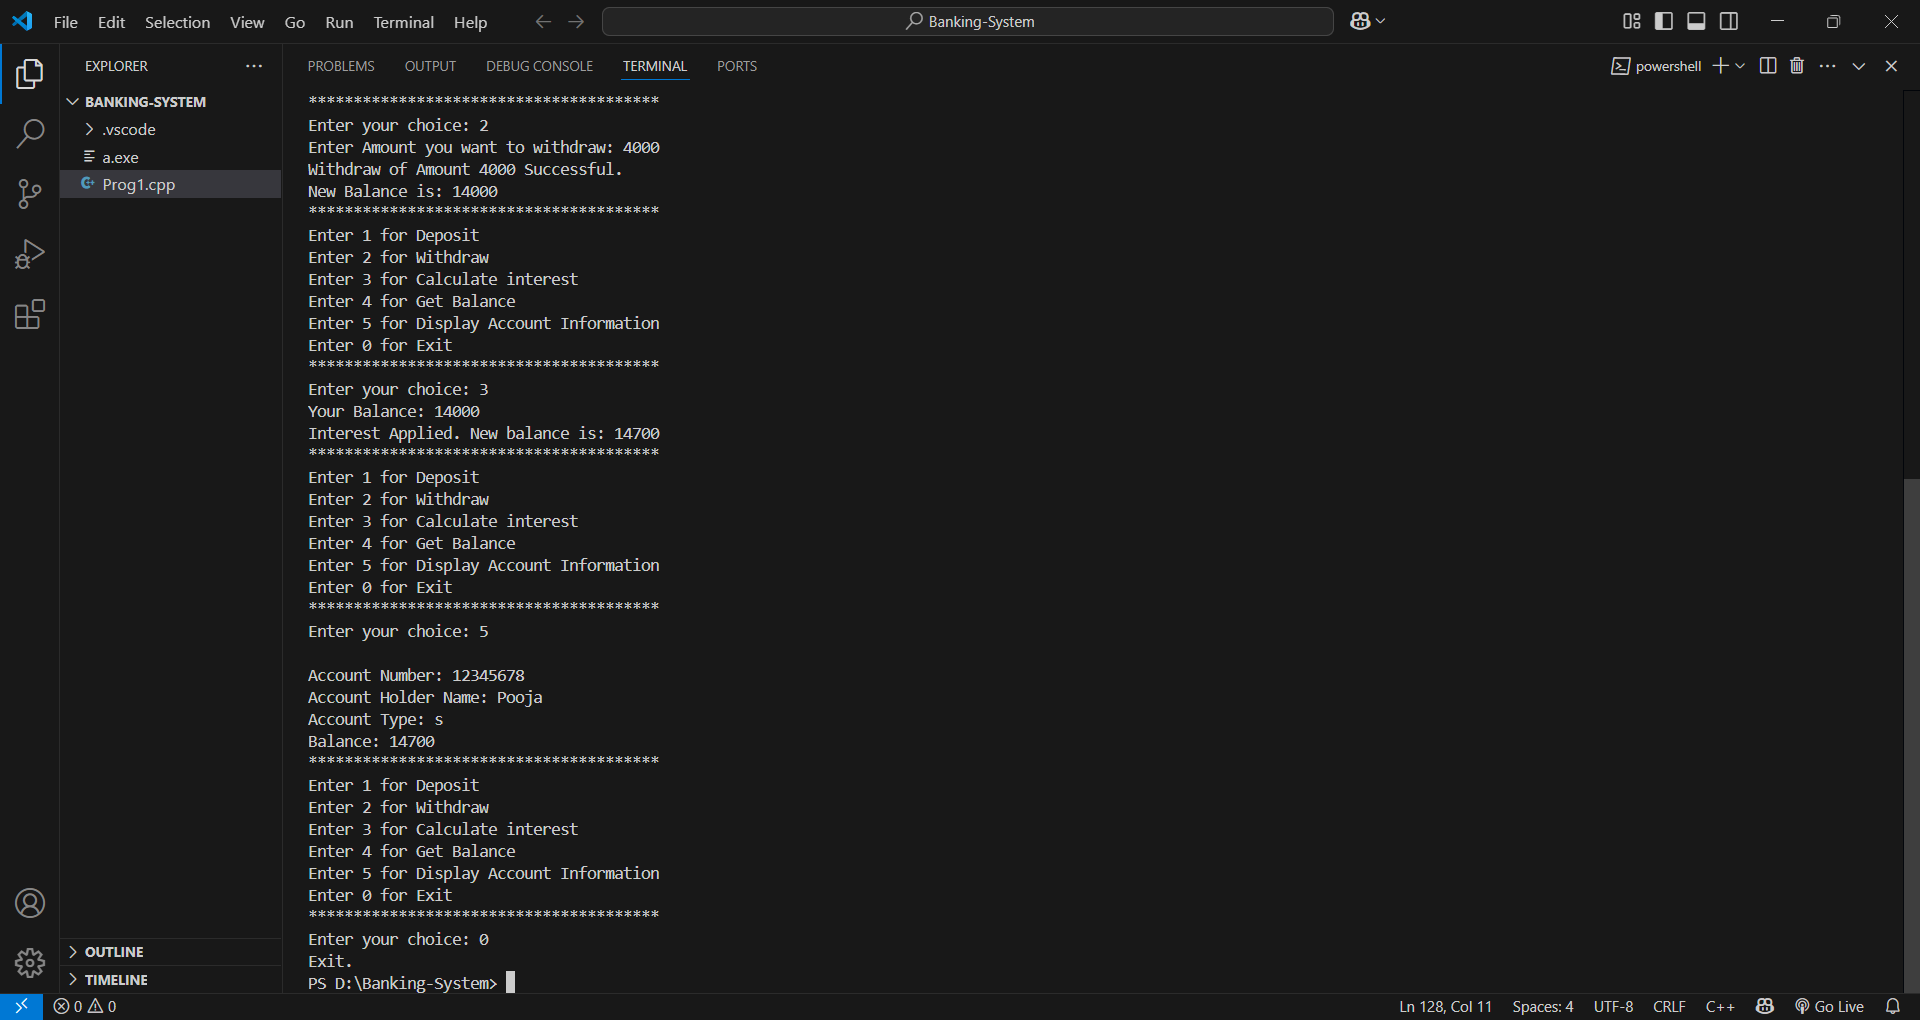 File Edit Selection View Go Run Terminal Help
Banking-System
EXPLORER
BANKING-SYSTEM
.vscode
a.exe
Prog1.cpp
OUTLINE
TIMELINE
PROBLEMS OUTPUT DEBUG CONSOLE TERMINAL PORTS
powershell
***************************************
Enter your choice: 2
Enter Amount you want to withdraw: 4000
Withdraw of Amount 4000 Successful.
New Balance is: 14000
***************************************
Enter 1 for Deposit
Enter 2 for Withdraw
Enter 3 for Calculate interest
Enter 4 for Get Balance
Enter 5 for Display Account Information
Enter 0 for Exit
***************************************
Enter your choice: 3
Your Balance: 14000
Interest Applied. New balance is: 14700
***************************************
Enter 1 for Deposit
Enter 2 for Withdraw
Enter 3 for Calculate interest
Enter 4 for Get Balance
Enter 5 for Display Account Information
Enter 0 for Exit
***************************************
Enter your choice: 5
Account Number: 12345678
Account Holder Name: Pooja
Account Type: s
Balance: 14700
***************************************
Enter 1 for Deposit
Enter 2 for Withdraw
Enter 3 for Calculate interest
Enter 4 for Get Balance
Enter 5 for Display Account Information
Enter 0 for Exit
***************************************
Enter your choice: 0
Exit.
PS D:\Banking-System>
0 0
Ln 128, Col 11 Spaces: 4 UTF-8 CRLF C++ Go Live